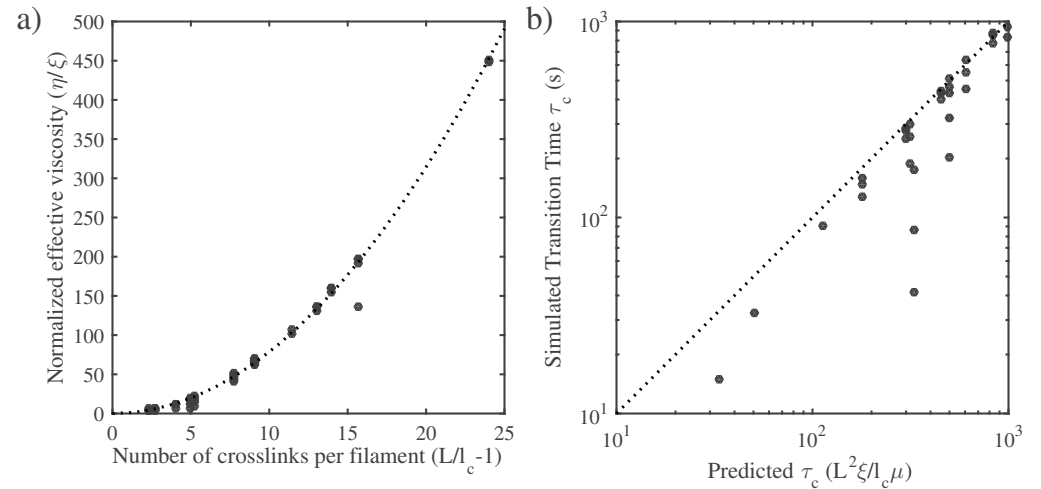 a)
Normalized effective viscosity (η/ξ)
500
450
400
350
300
250
200
150
100
50
0
0 5 10 15 20 25
Number of crosslinks per filament (L/l_c-1)
b)
Simulated Transition Time τ_c (s)
10^3
10^2
10^1
10^1 10^2 10^3
Predicted τ_c (L^2ξ/l_cμ)